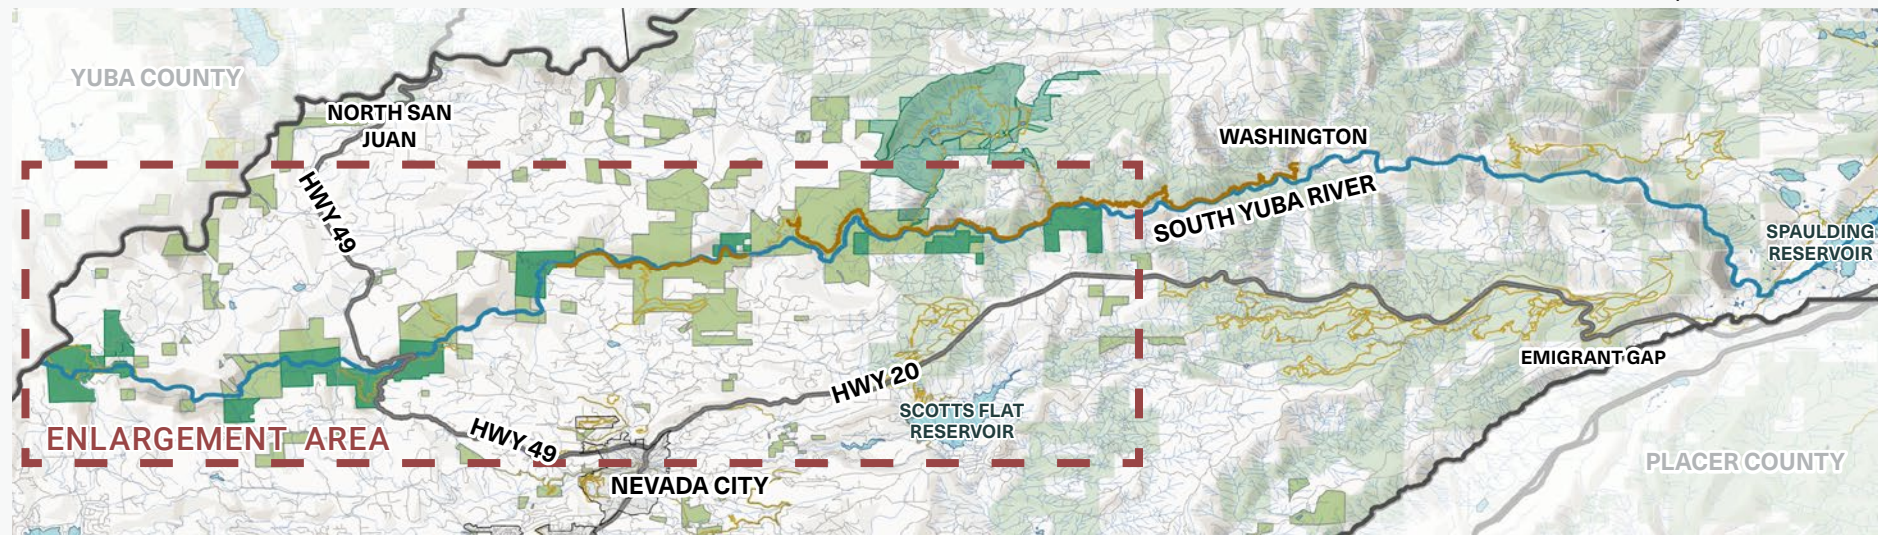 YUBA COUNTY
NORTH SAN
JUAN
WASHINGTON
HWY 49
SOUTH YUBA RIVER
SPAULDING
RESERVOIR
EMIGRANT GAP
HWY 20
SCOTTS FLAT
RESERVOIR
ENLARGEMENT AREA
HWY 49
PLACER COUNTY
NEVADA CITY